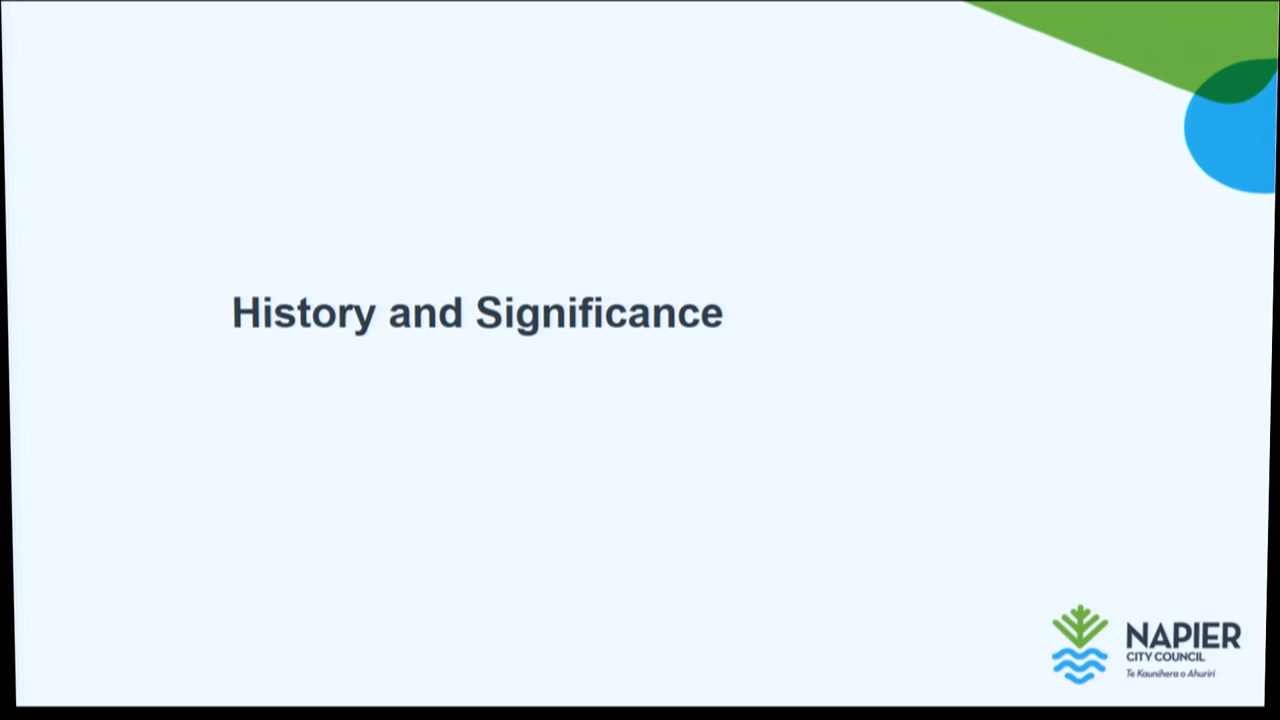 History and Significance
NAPIER
CITY COUNCIL
Te Kaunihera o Ahuriri